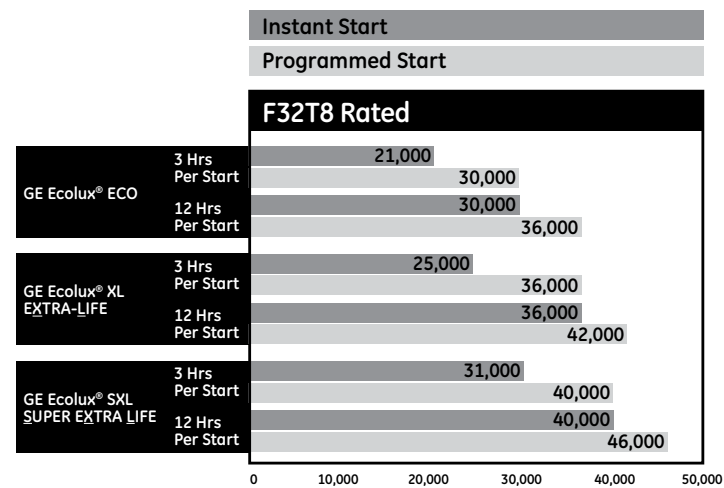 Instant Start
Programmed Start
F32T8 Rated
GE Ecolux® ECO
3 Hrs
Per Start
21,000
30,000
12 Hrs
Per Start
30,000
36,000
GE Ecolux® XL
EXTRA-LIFE
3 Hrs
Per Start
25,000
36,000
12 Hrs
Per Start
36,000
42,000
GE Ecolux® SXL
SUPER EXTRA LIFE
3 Hrs
Per Start
31,000
40,000
12 Hrs
Per Start
40,000
46,000
0 10,000 20,000 30,000 40,000 50,000